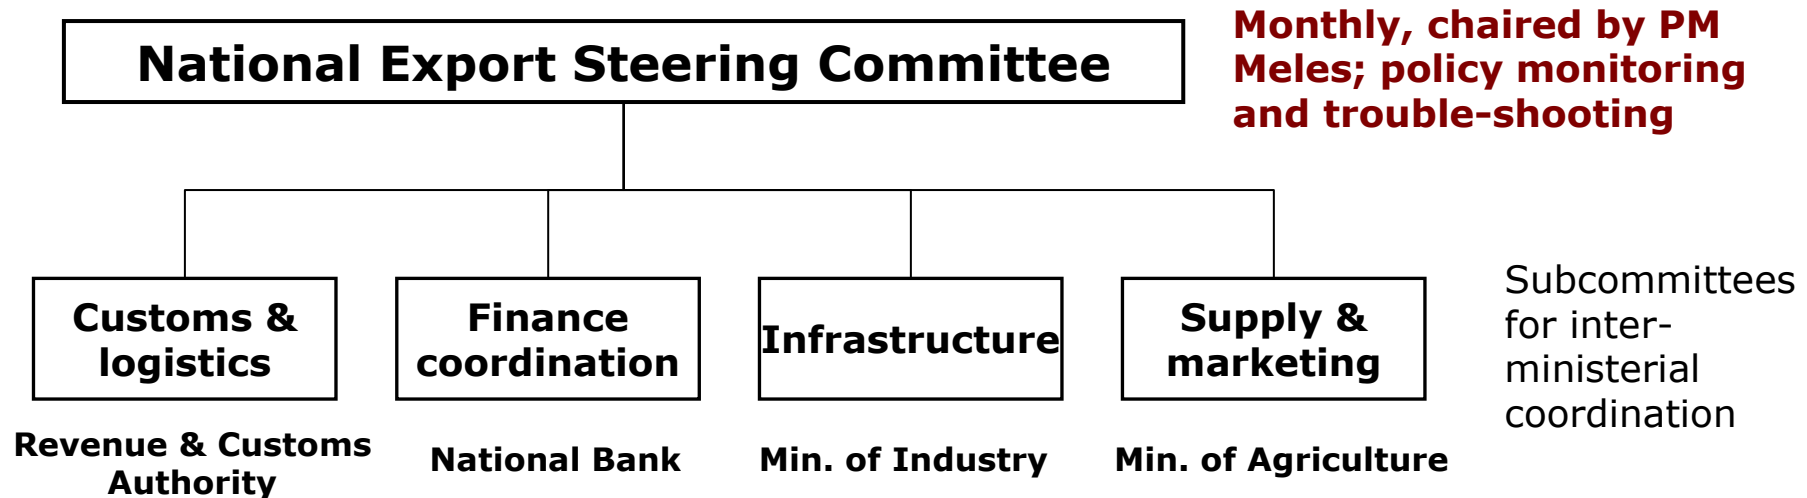 National Export Steering Committee
Monthly, chaired by PM
Meles; policy monitoring
and trouble-shooting
Customs &
logistics
Finance
coordination
Infrastructure
Supply &
marketing
Subcommittees
for inter-
ministerial
coordination
Revenue & Customs
Authority
National Bank
Min. of Industry
Min. of Agriculture